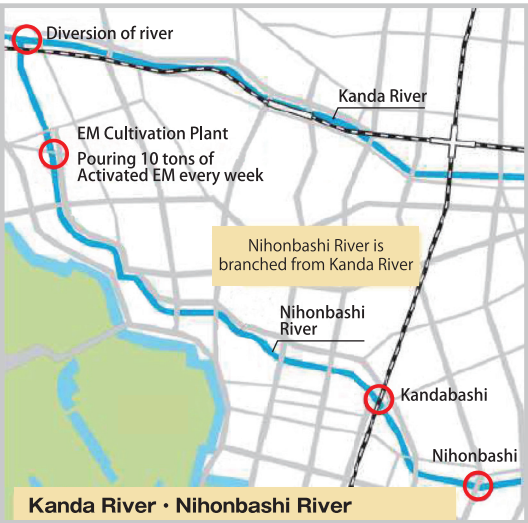 Diversion of river
Kanda River
EM Cultivation Plant
Pouring 10 tons of
Activated EM every week
Nihonbashi River is
branched from Kanda River
Nihonbashi
River
Kandabashi
Nihonbashi
Kanda River・Nihonbashi River